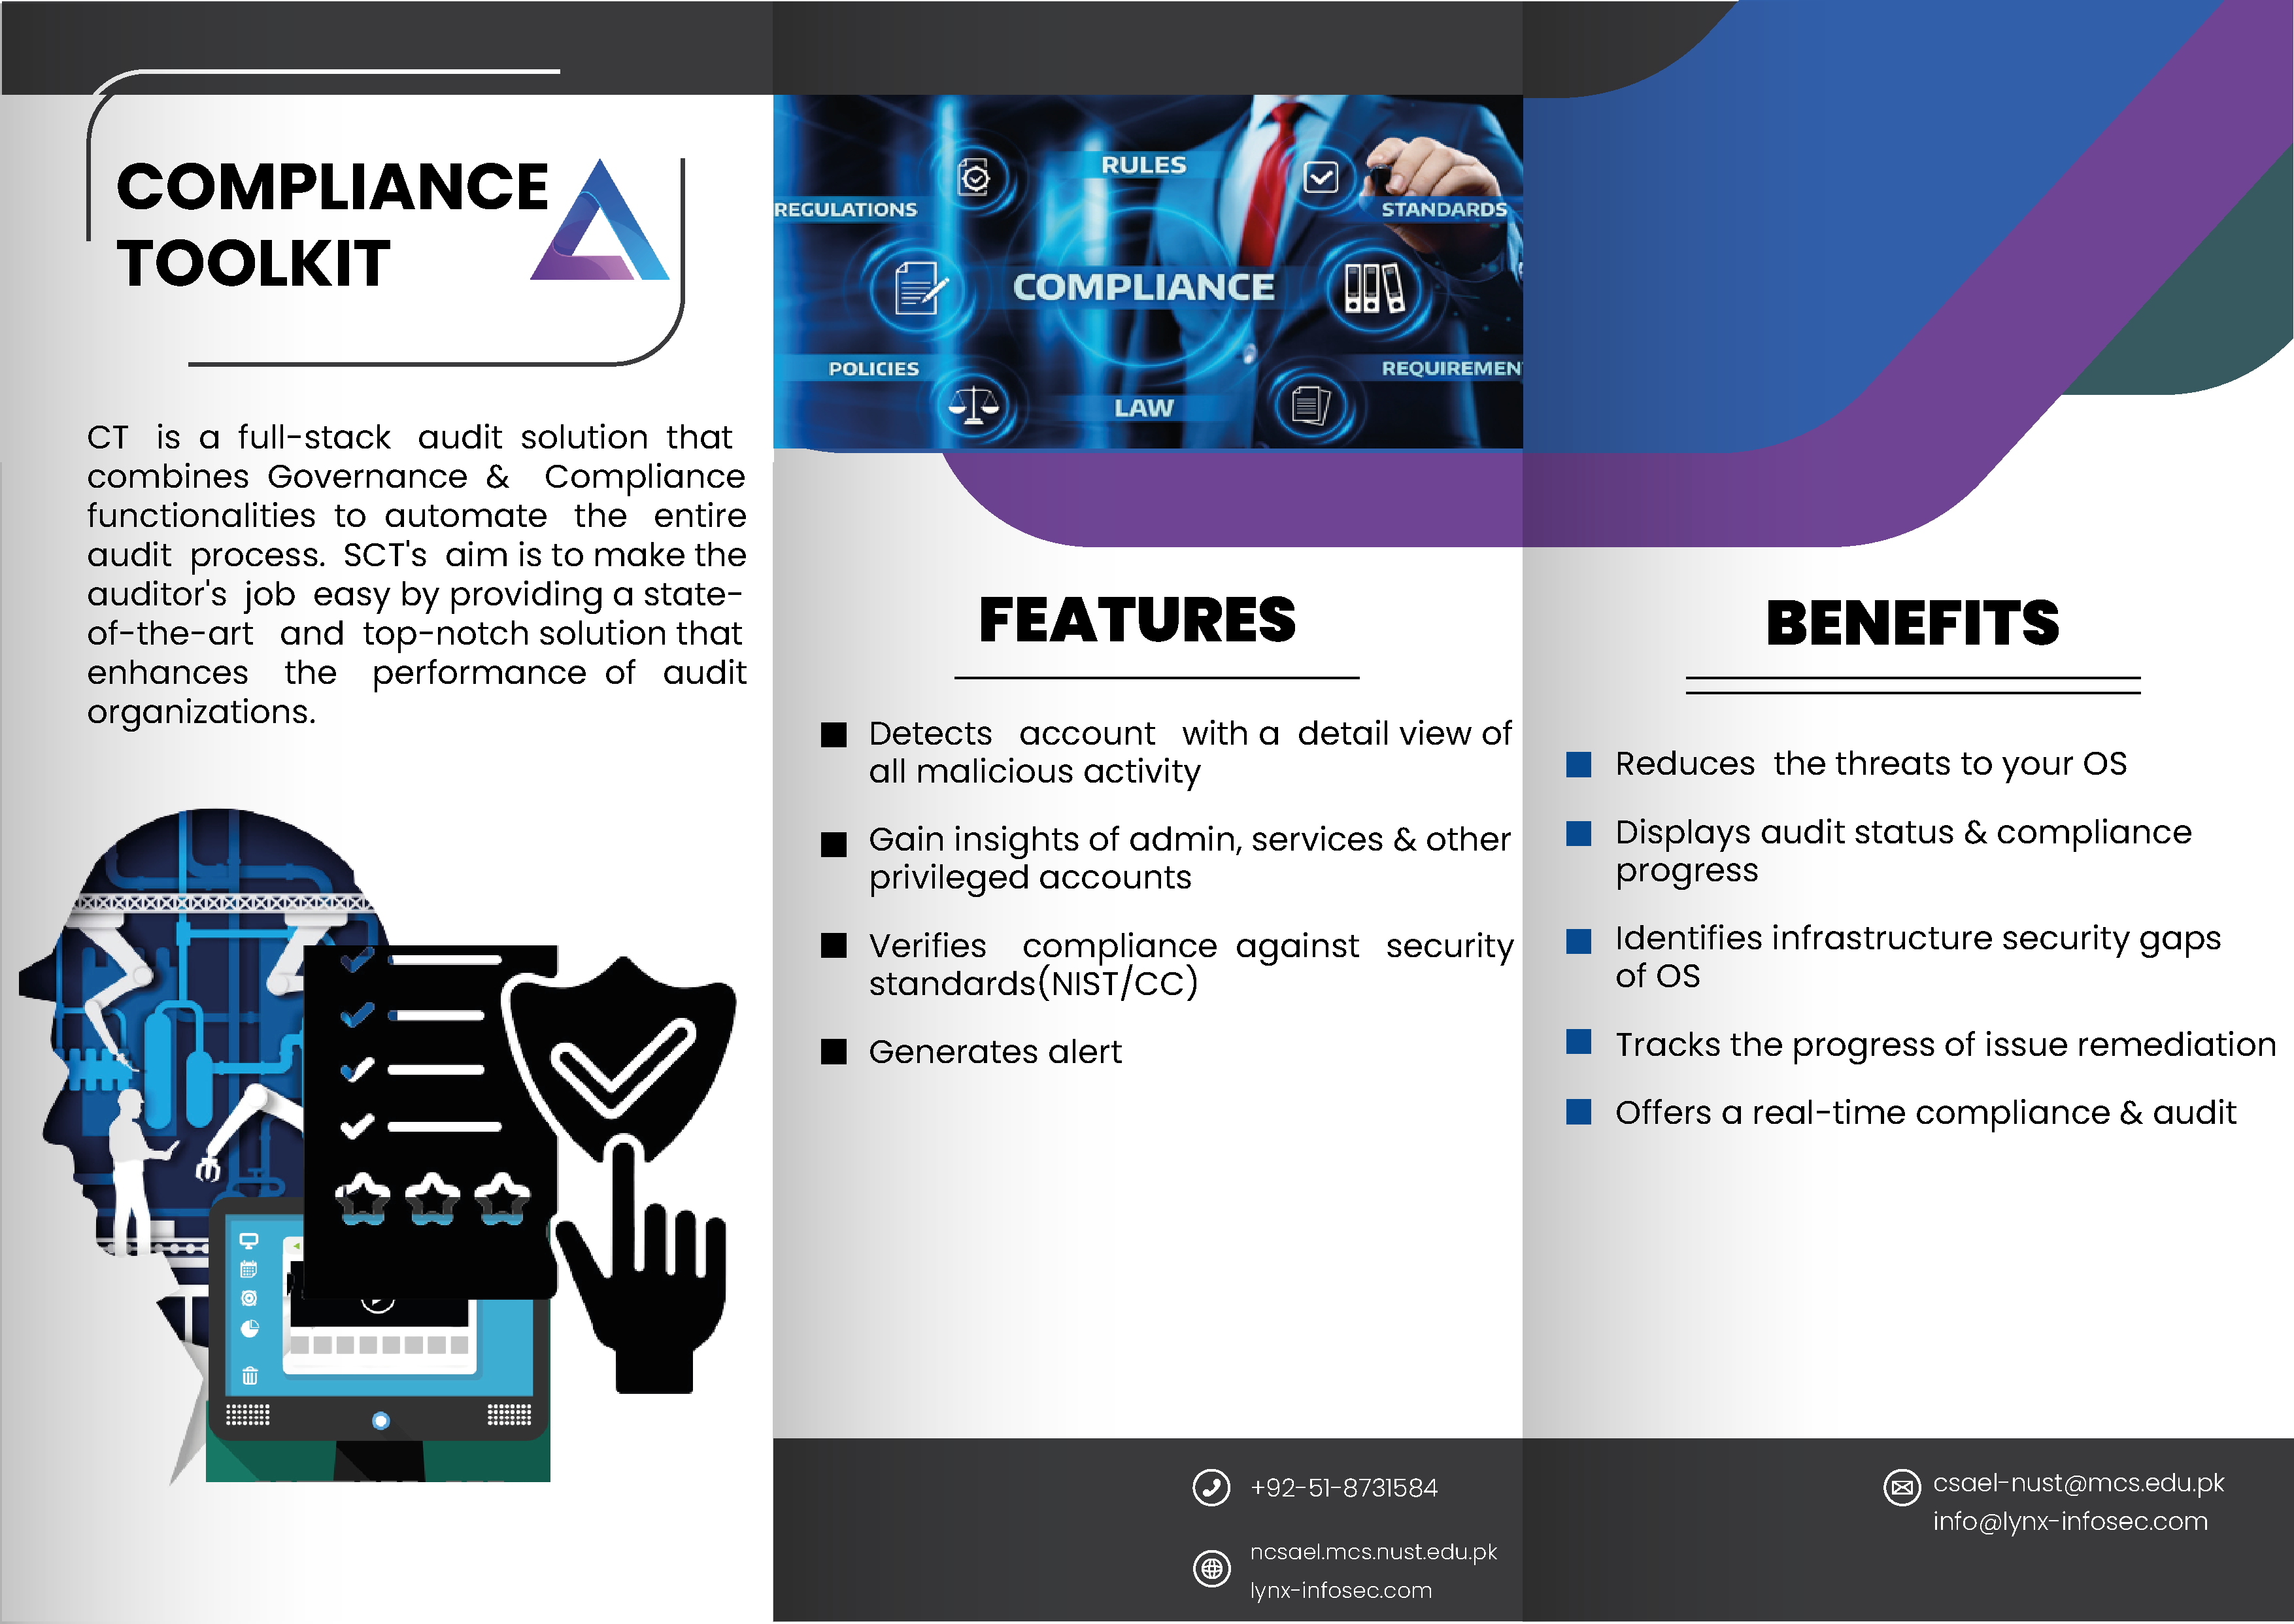 COMPLIANCE
TOOLKIT
CT is a full-stack audit solution that
combines Governance & Compliance
functionalities to automate the entire
audit process. SCT's aim is to make the
auditor's job easy by providing a state-
of-the-art and top-notch solution that
enhances the performance of audit
organizations.
RULES
REGULATIONS
STANDARDS
COMPLIANCE
POLICIES
REQUIREMEN
LAW
FEATURES
Detects account with a detail view of
all malicious activity
Gain insights of admin, services & other
privileged accounts
Verifies compliance against security
standards(NIST/CC)
Generates alert
BENEFITS
Reduces the threats to your OS
Displays audit status & compliance
progress
Identifies infrastructure security gaps
of OS
Tracks the progress of issue remediation
Offers a real-time compliance & audit
+92-51-8731584
ncsael.mcs.nust.edu.pk
lynx-infosec.com
csael-nust@mcs.edu.pk
info@lynx-infosec.com